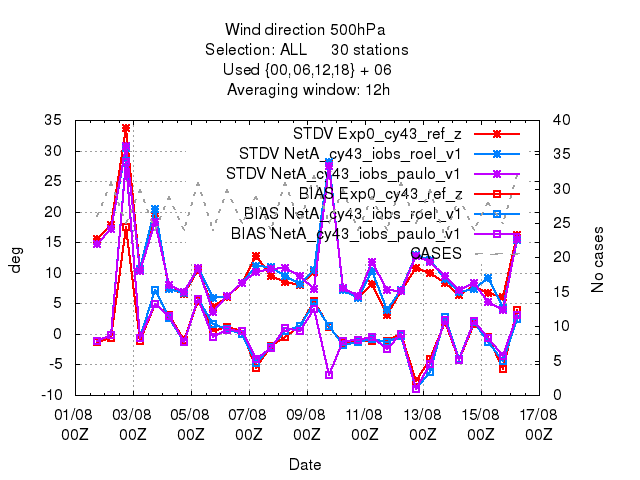 Wind direction 500hPa
Selection: ALL 30 stations
Used {00,06,12,18} + 06
Averaging window: 12h
35 40
30 35
25 30
20 25
15 20
10 15
5 10
0 5
-5 0
-10
deg
No cases
STDV Exp0_cy43_ref_z
STDV NetA_cy43_iobs_roel_v1
STDV NetA_cy43_iobs_paulo_v1
BIAS Exp0_cy43_ref_z
BIAS NetA_cy43_iobs_roel_v1
BIAS NetA_cy43_iobs_paulo_v1
CASES
01/08 03/08 05/08 07/08 09/08 11/08 13/08 15/08 17/08
00Z 00Z 00Z 00Z 00Z 00Z 00Z 00Z 00Z
Date